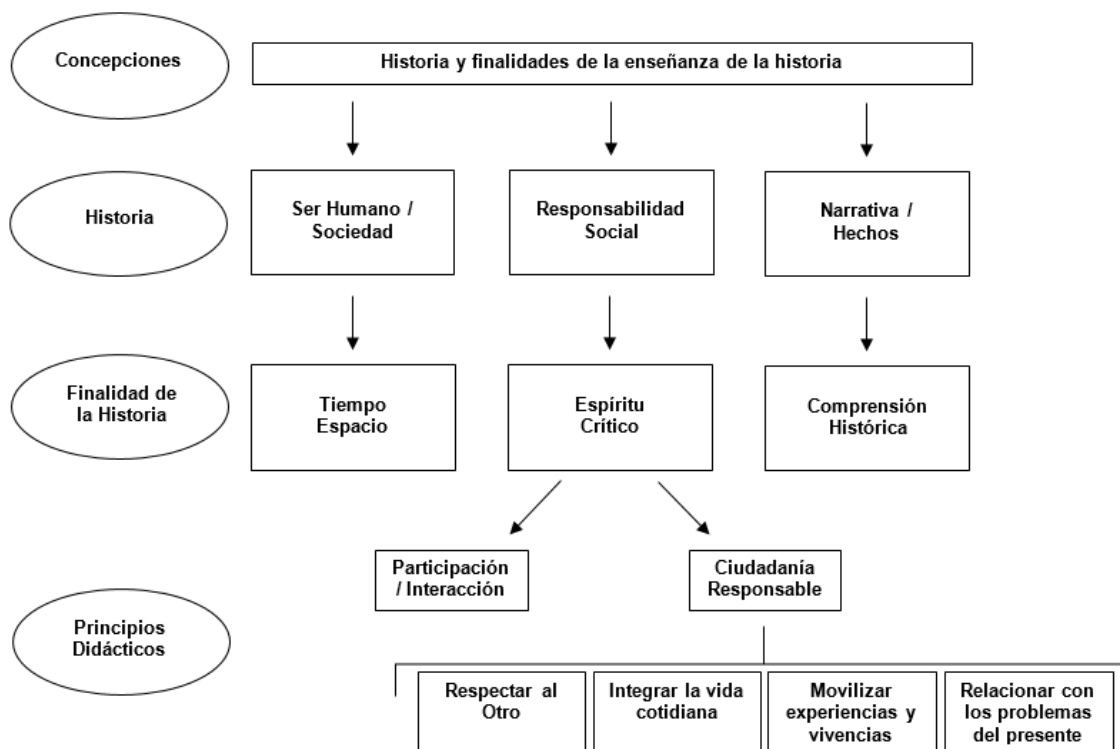 Concepciones
Historia y finalidades de la enseñanza de la historia
Historia
Ser Humano /
Sociedad
Responsabilidad
Social
Narrativa /
Hechos
Finalidad de
la Historia
Tiempo
Espacio
Espíritu
Crítico
Comprensión
Histórica
Principios
Didácticos
Participación
/ Interacción
Ciudadanía
Responsable
Respectar al
Otro
Integrar la vida
cotidiana
Movilizar
experiencias y
vivencias
Relacionar con
los problemas
del presente